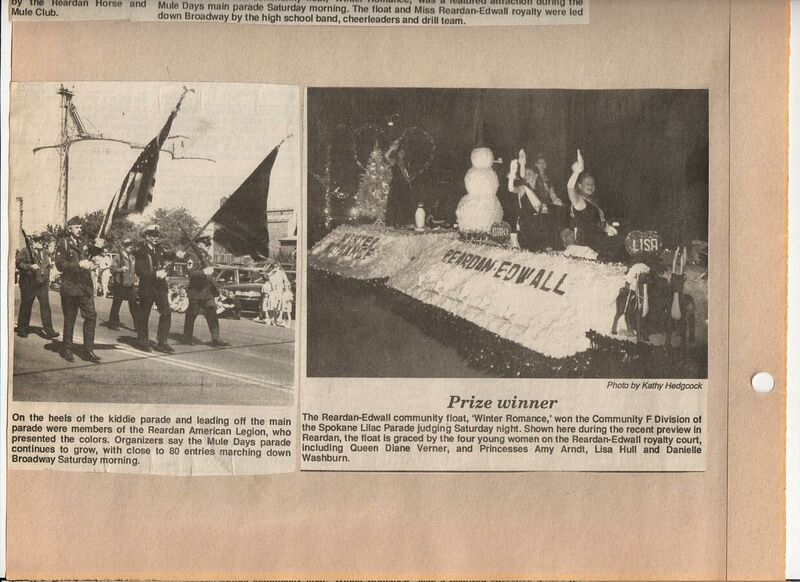 by the Reardan Horse and
Mule Club.
Mule Days main parade Saturday morning. The float and Miss Reardan-Edwall royalty were led
down Broadway by the high school band, cheerleaders and drill team.
REARDAN-EDWALL
LISA
Photo by Kathy Hedgcock
Prize winner
On the heels of the kiddie parade and leading off the main
parade were members of the Reardan American Legion, who
presented the colors. Organizers say the Mule Days parade
continues to grow, with close to 80 entries marching down
Broadway Saturday morning.
The Reardan-Edwall community float, 'Winter Romance,' won the Community F Division of
the Spokane Lilac Parade judging Saturday night. Shown here during the recent preview in
Reardan, the float is graced by the four young women on the Reardan-Edwall royalty court,
including Queen Diane Verner, and Princesses Amy Arndt, Lisa Hull and Danielle
Washburn.